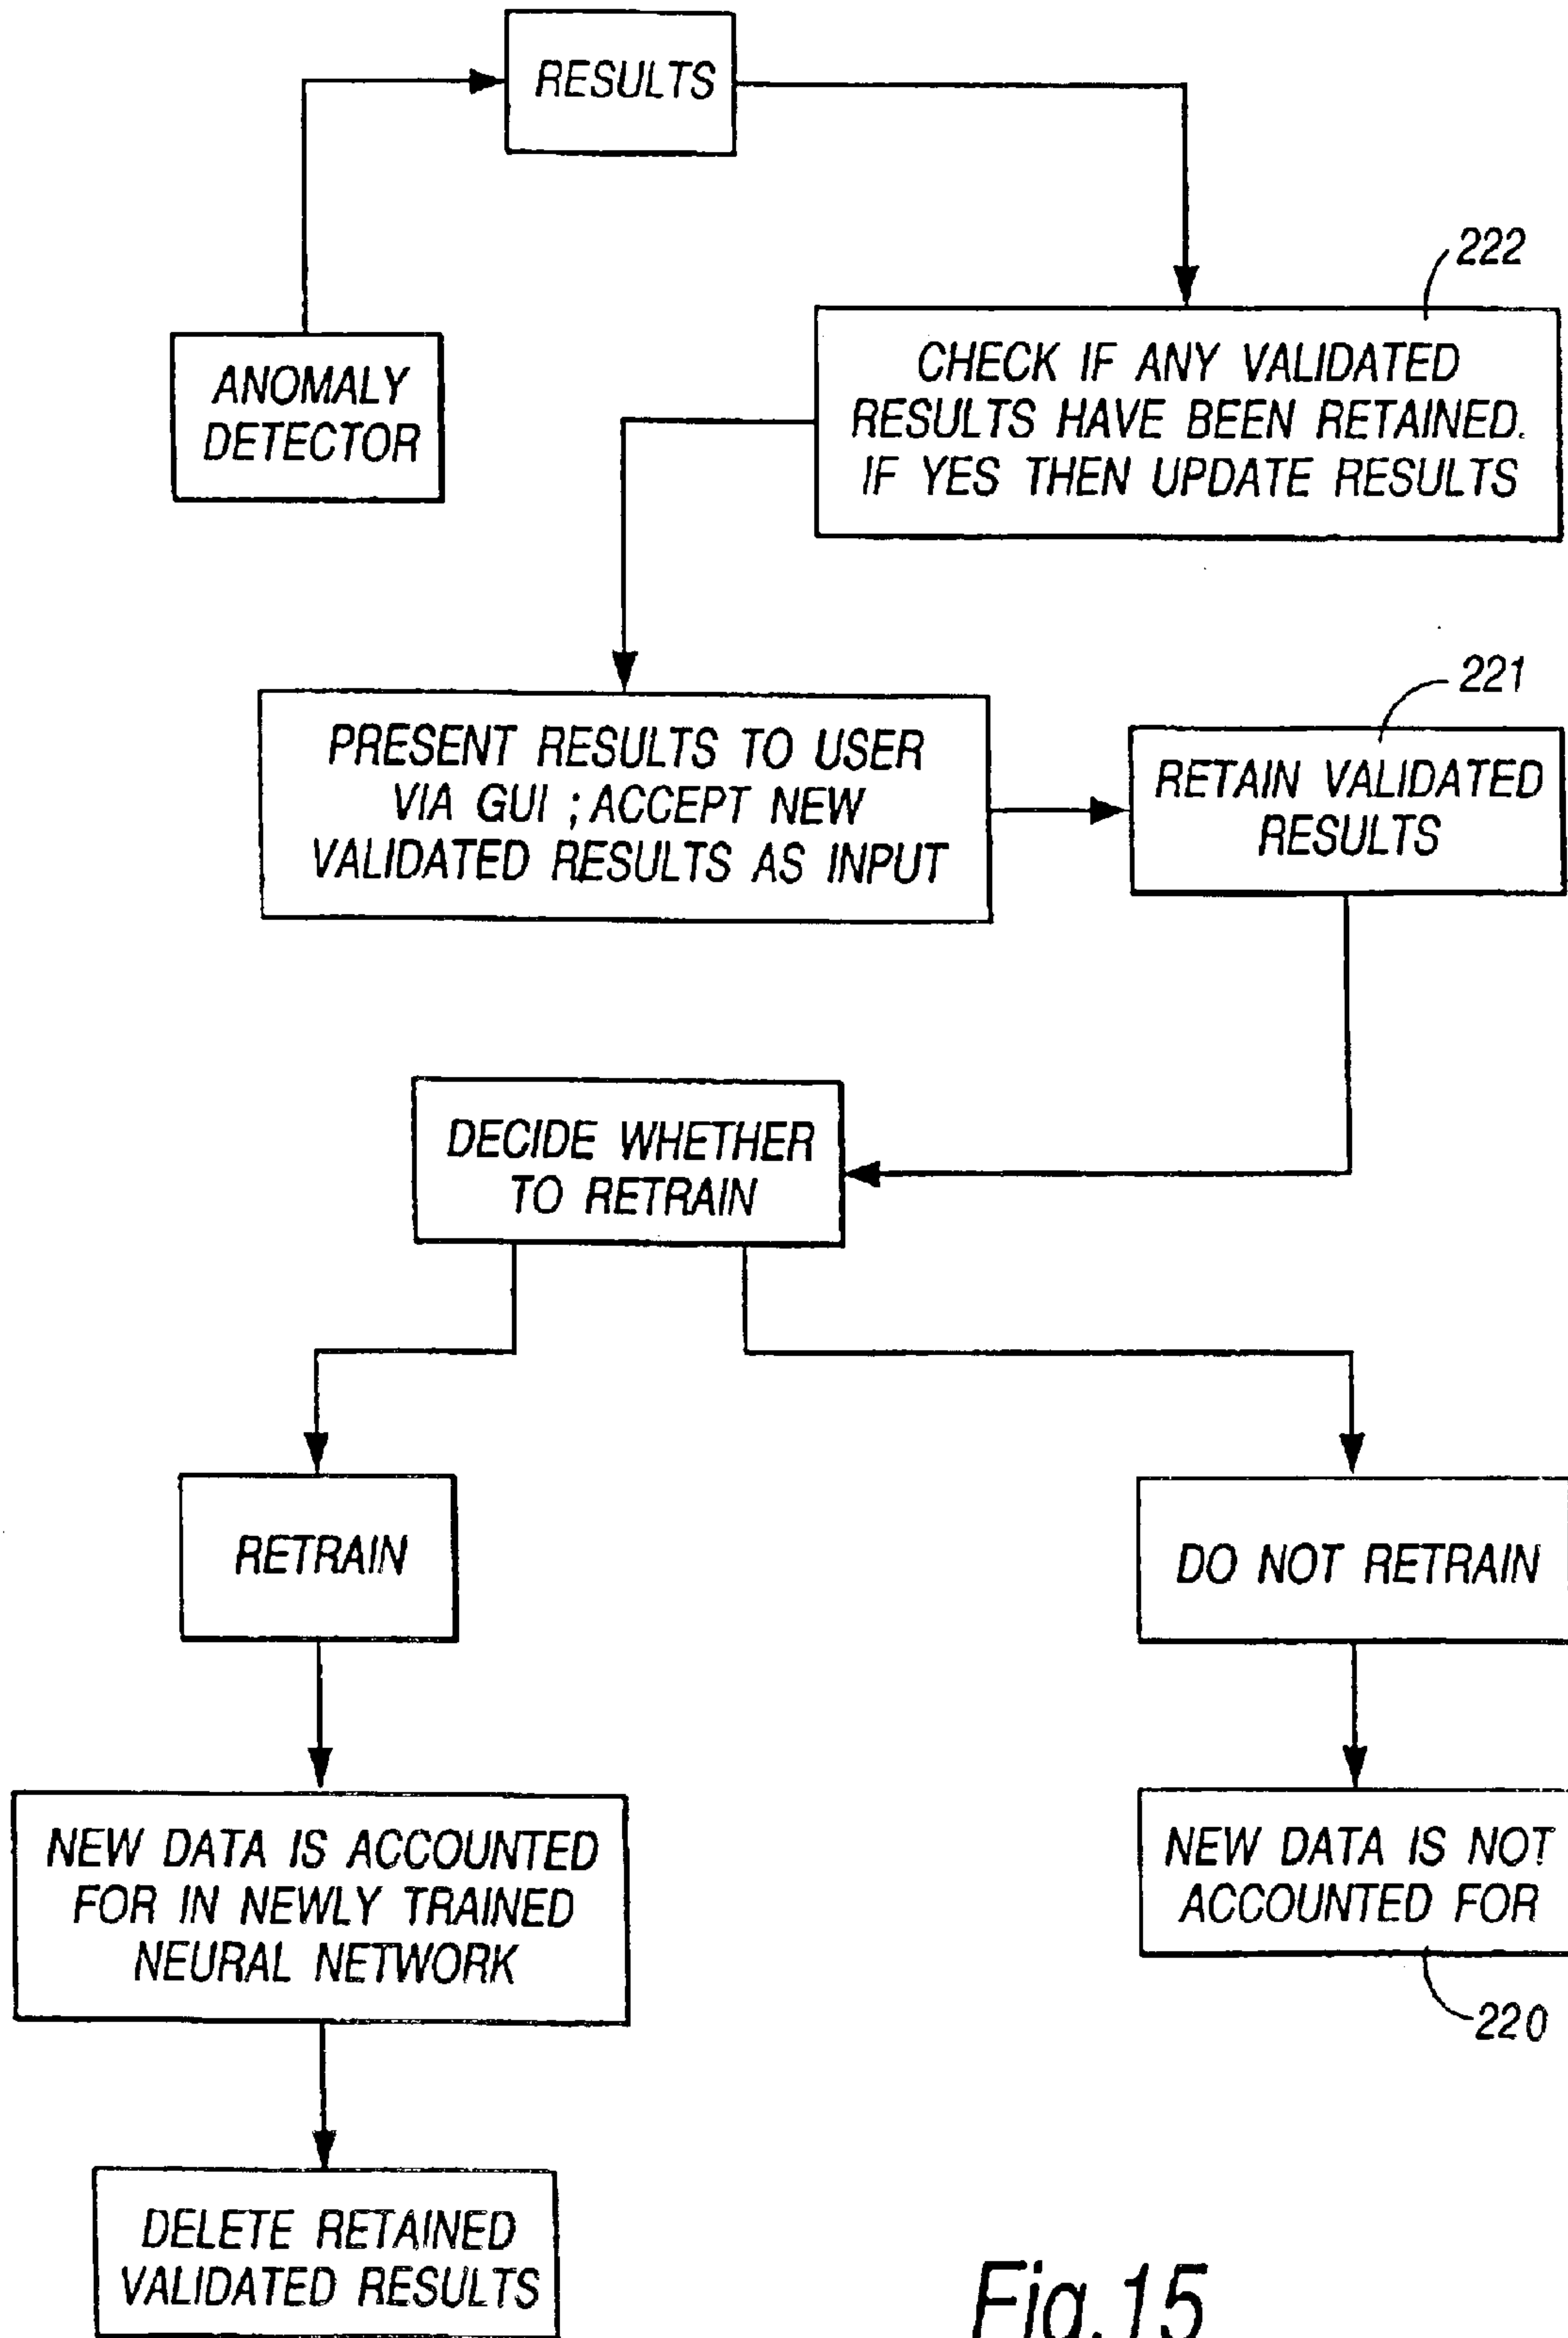 RESULTS
222
ANOMALY
DETECTOR
CHECK IF ANY VALIDATED
RESULTS HAVE BEEN RETAINED.
IF YES THEN UPDATE RESULTS
221
PRESENT RESULTS TO USER
VIA GUI ; ACCEPT NEW
VALIDATED RESULTS AS INPUT
RETAIN VALIDATED
RESULTS
DECIDE WHETHER
TO RETRAIN
RETRAIN
DO NOT RETRAIN
NEW DATA IS ACCOUNTED
FOR IN NEWLY TRAINED
NEURAL NETWORK
NEW DATA IS NOT
ACCOUNTED FOR
220
DELETE RETAINED
VALIDATED RESULTS
Fig.15